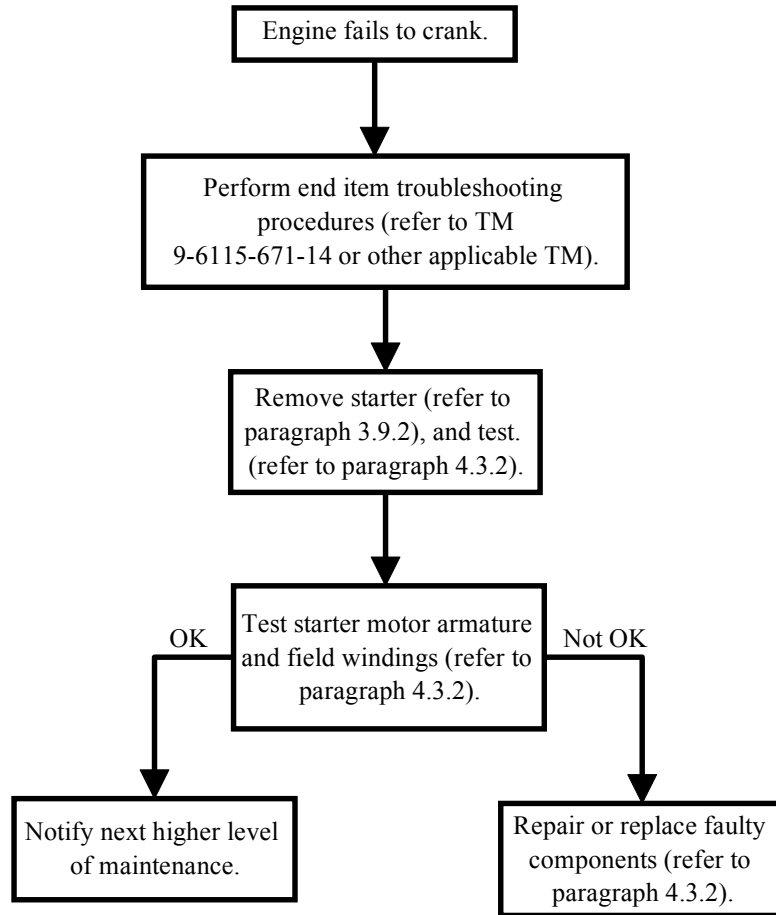 Engine fails to crank.
Perform end item troubleshooting
procedures (refer to TM
9-6115-671-14 or other applicable TM).
Remove starter (refer to
paragraph 3.9.2), and test.
(refer to paragraph 4.3.2).
OK
Test starter motor armature
and field windings (refer to
paragraph 4.3.2).
Not OK
Notify next higher level
of maintenance.
Repair or replace faulty
components (refer to
paragraph 4.3.2).